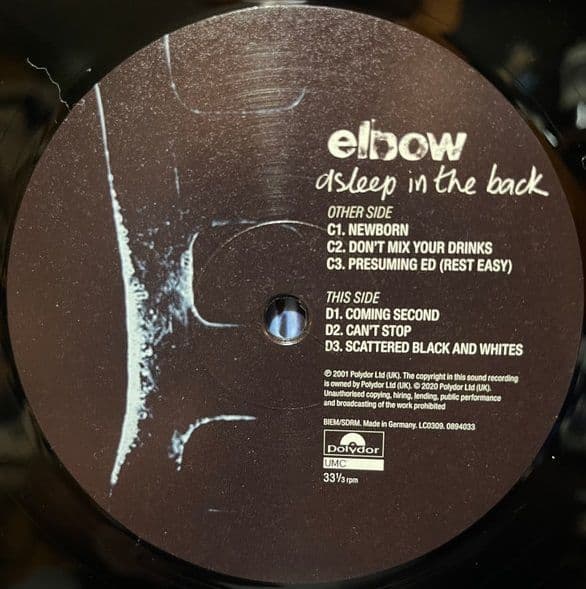 elbow
asleep in the back
OTHER SIDE
C1. NEWBORN
C2. DON'T MIX YOUR DRINKS
C3. PRESUMING ED (REST EASY)
THIS SIDE
D1. COMING SECOND
D2. CAN'T STOP
D3. SCATTERED BLACK AND WHITES
℗ 2001 Polydor Ltd (UK). The copyright in this sound recording
is owned by Polydor Ltd (UK). © 2020 Polydor Ltd (UK).
Unauthorised copying, hiring, lending, public performance
and broadcasting of the work prohibited
BIEM/SDRM. Made in Germany. LC0309. 0894033
polydor
UMC
33⅓ rpm